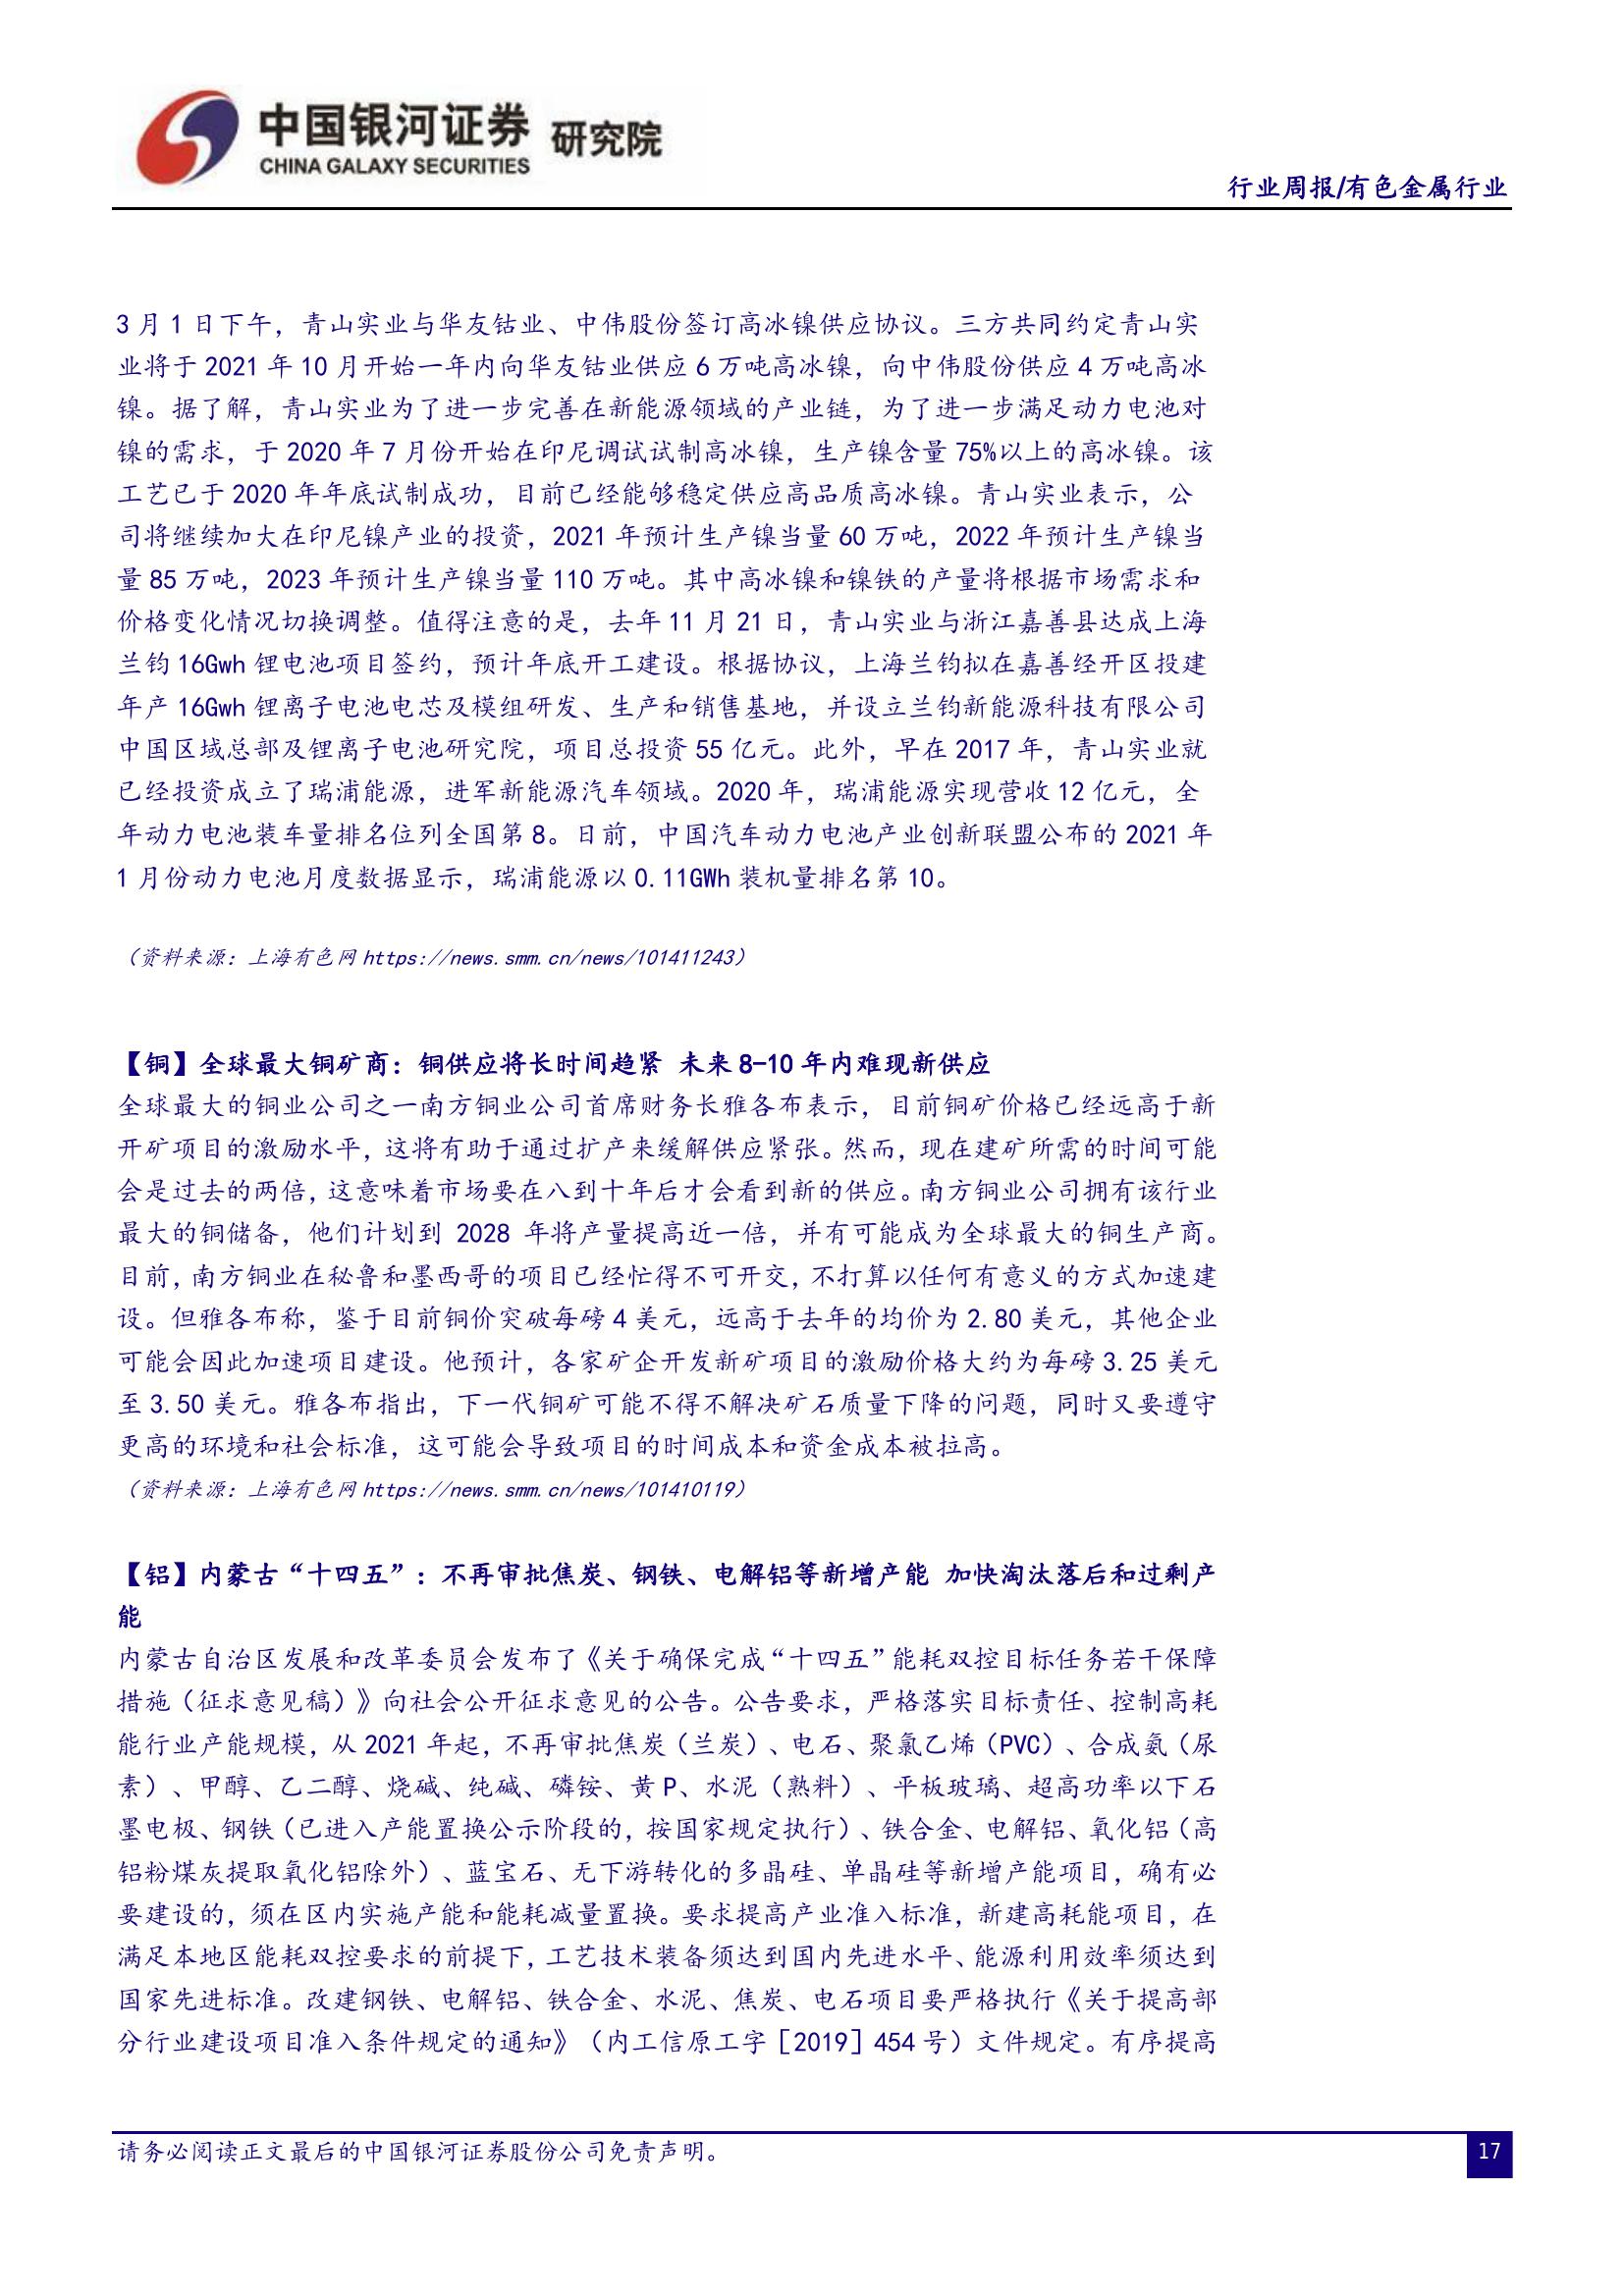 中国银河证券 研究院
CHINA GALAXY SECURITIES
行业周报/有色金属行业
3 月 1 日下午，青山实业与华友钴业、中伟股份签订高冰镍供应协议。三方共同约定青山实
业将于 2021 年 10 月开始一年内向华友钴业供应 6 万吨高冰镍，向中伟股份供应 4 万吨高冰
镍。据了解，青山实业为了进一步完善在新能源领域的产业链，为了进一步满足动力电池对
镍的需求，于 2020 年 7 月份开始在印尼调试试制高冰镍，生产镍含量 75%以上的高冰镍。该
工艺已于 2020 年年底试制成功，目前已经能够稳定供应高品质高冰镍。青山实业表示，公
司将继续加大在印尼镍产业的投资，2021 年预计生产镍当量 60 万吨，2022 年预计生产镍当
量 85 万吨，2023 年预计生产镍当量 110 万吨。其中高冰镍和镍铁的产量将根据市场需求和
价格变化情况切换调整。值得注意的是，去年 11 月 21 日，青山实业与浙江嘉善县达成上海
兰钧 16Gwh 锂电池项目签约，预计年底开工建设。根据协议，上海兰钧拟在嘉善经开区投建
年产 16Gwh 锂离子电池电芯及模组研发、生产和销售基地，并设立兰钧新能源科技有限公司
中国区域总部及锂离子电池研究院，项目总投资 55 亿元。此外，早在 2017 年，青山实业就
已经投资成立了瑞浦能源，进军新能源汽车领域。2020 年，瑞浦能源实现营收 12 亿元，全
年动力电池装车量排名位列全国第 8。日前，中国汽车动力电池产业创新联盟公布的 2021 年
1 月份动力电池月度数据显示，瑞浦能源以 0.11GWh 装机量排名第 10。
（资料来源：上海有色网 https://news.smm.cn/news/101411243）
【铜】全球最大铜矿商：铜供应将长时间趋紧 未来 8-10 年内难现新供应
全球最大的铜业公司之一南方铜业公司首席财务长雅各布表示，目前铜矿价格已经远高于新
开矿项目的激励水平，这将有助于通过扩产来缓解供应紧张。然而，现在建矿所需的时间可能
会是过去的两倍，这意味着市场要在八到十年后才会看到新的供应。南方铜业公司拥有该行业
最大的铜储备，他们计划到 2028 年将产量提高近一倍，并有可能成为全球最大的铜生产商。
目前，南方铜业在秘鲁和墨西哥的项目已经忙得不可开交，不打算以任何有意义的方式加速建
设。但雅各布称，鉴于目前铜价突破每磅 4 美元，远高于去年的均价为 2.80 美元，其他企业
可能会因此加速项目建设。他预计，各家矿企开发新矿项目的激励价格大约为每磅 3.25 美元
至 3.50 美元。雅各布指出，下一代铜矿可能不得不解决矿石质量下降的问题，同时又要遵守
更高的环境和社会标准，这可能会导致项目的时间成本和资金成本被拉高。
（资料来源：上海有色网 https://news.smm.cn/news/101410119）
【铝】内蒙古“十四五”：不再审批焦炭、钢铁、电解铝等新增产能 加快淘汰落后和过剩产
能
内蒙古自治区发展和改革委员会发布了《关于确保完成“十四五”能耗双控目标任务若干保障
措施（征求意见稿）》向社会公开征求意见的公告。公告要求，严格落实目标责任、控制高耗
能行业产能规模，从 2021 年起，不再审批焦炭（兰炭）、电石、聚氯乙烯（PVC）、合成氨（尿
素）、甲醇、乙二醇、烧碱、纯碱、磷铵、黄 P、水泥（熟料）、平板玻璃、超高功率以下石
墨电极、钢铁（已进入产能置换公示阶段的，按国家规定执行）、铁合金、电解铝、氧化铝（高
铝粉煤灰提取氧化铝除外）、蓝宝石、无下游转化的多晶硅、单晶硅等新增产能项目，确有必
要建设的，须在区内实施产能和能耗减量置换。要求提高产业准入标准，新建高耗能项目，在
满足本地区能耗双控要求的前提下，工艺技术装备须达到国内先进水平、能源利用效率须达到
国家先进标准。改建钢铁、电解铝、铁合金、水泥、焦炭、电石项目要严格执行《关于提高部
分行业建设项目准入条件规定的通知》（内工信原工字［2019］454 号）文件规定。有序提高
请务必阅读正文最后的中国银河证券股份公司免责声明。
17